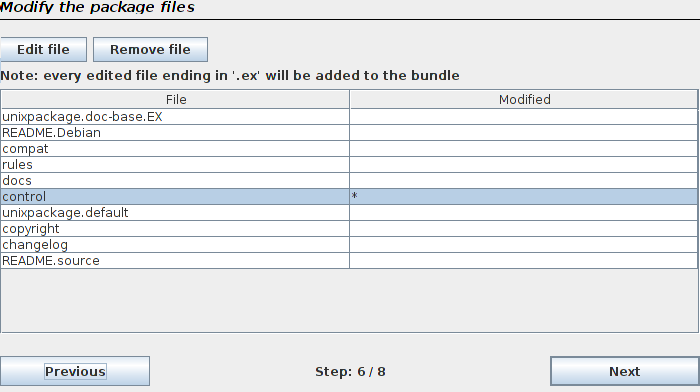 Modify the package files
Edit file Remove file
Note: every edited file ending in '.ex' will be added to the bundle
File Modified
unixpackage.doc-base.EX
README.Debian
compat
rules
docs
control *
unixpackage.default
copyright
changelog
README.source
Previous Step: 6 / 8 Next